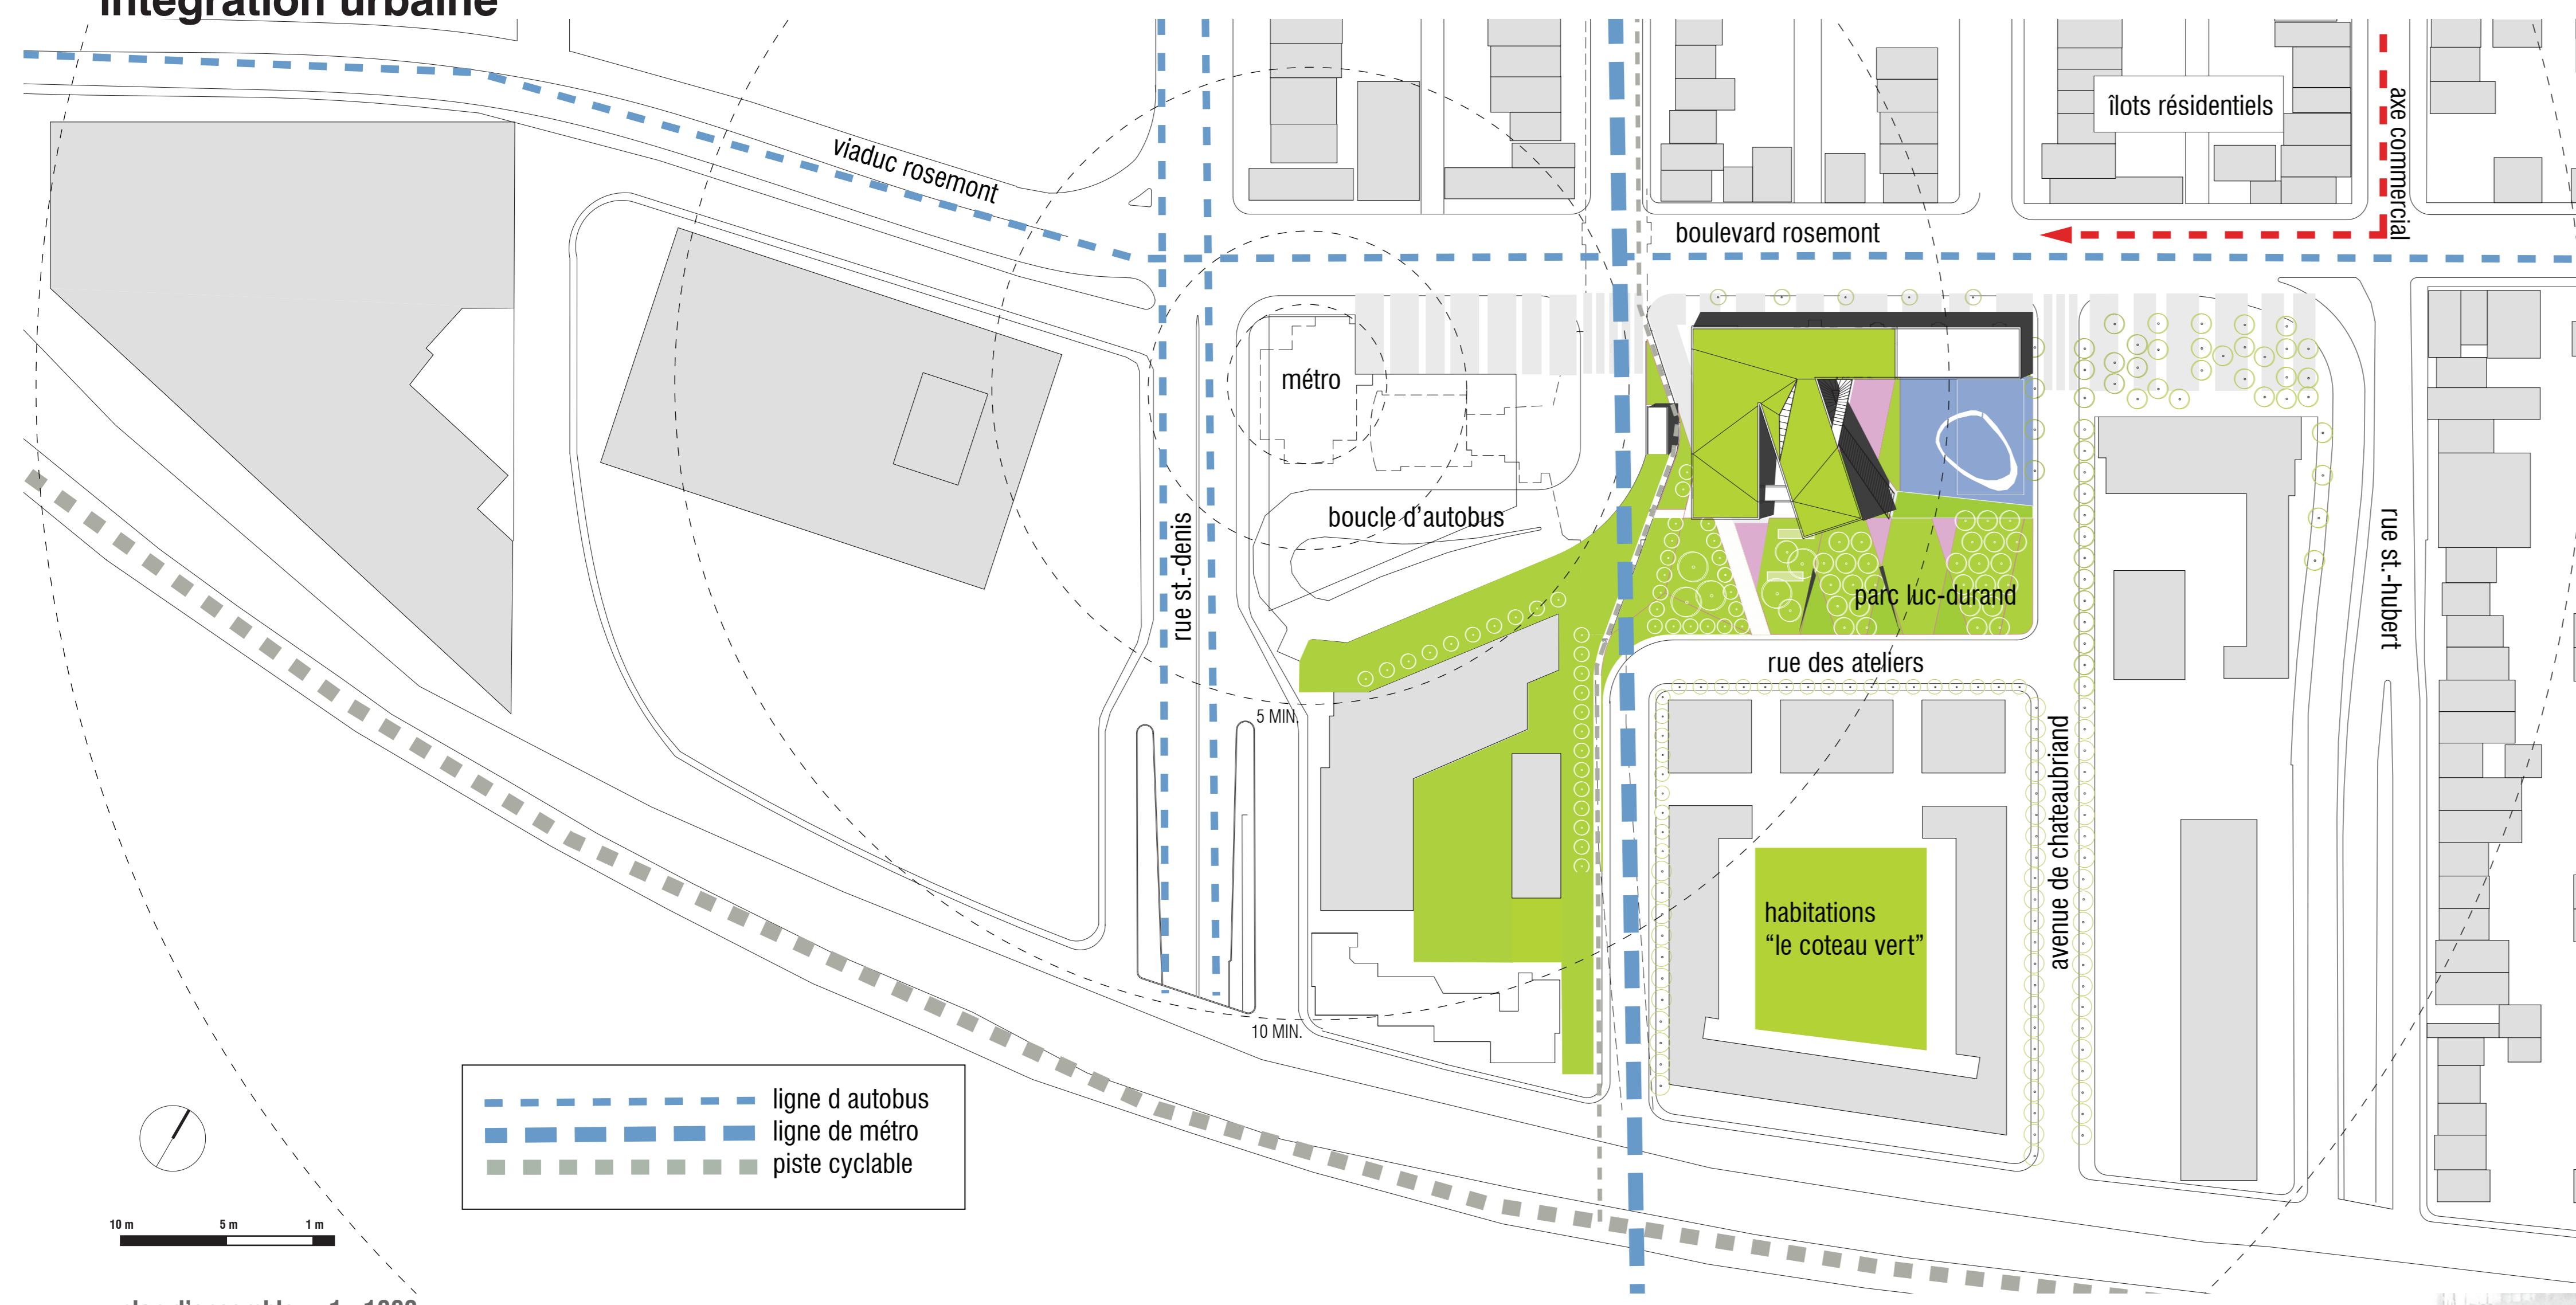 intégration urbaine
viaduc rosemont
îlots résidentiels
axe commercial
boulevard rosemont
métro
boucle d'autobus
rue st.-denis
parc luc-durand
rue st.-hubert
rue des ateliers
5 MIN.
avenue de chateaubriand
habitations
“le coteau vert”
10 MIN.
ligne d autobus
ligne de métro
piste cyclable
10 m 5 m 1 m